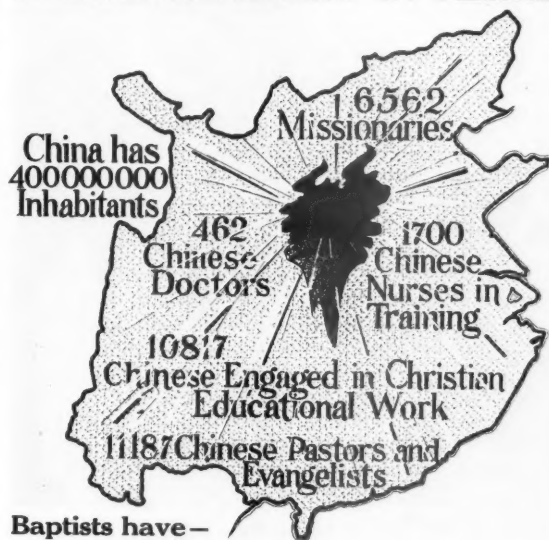 6562
Missionaries
China has
400000000
Inhabitants
462
Chinese
Doctors
1700
Chinese
Nurses in
Training
10817
Chinese Engaged in Christian
Educational Work
11187 Chinese Pastors and
Evangelists
Baptists have—